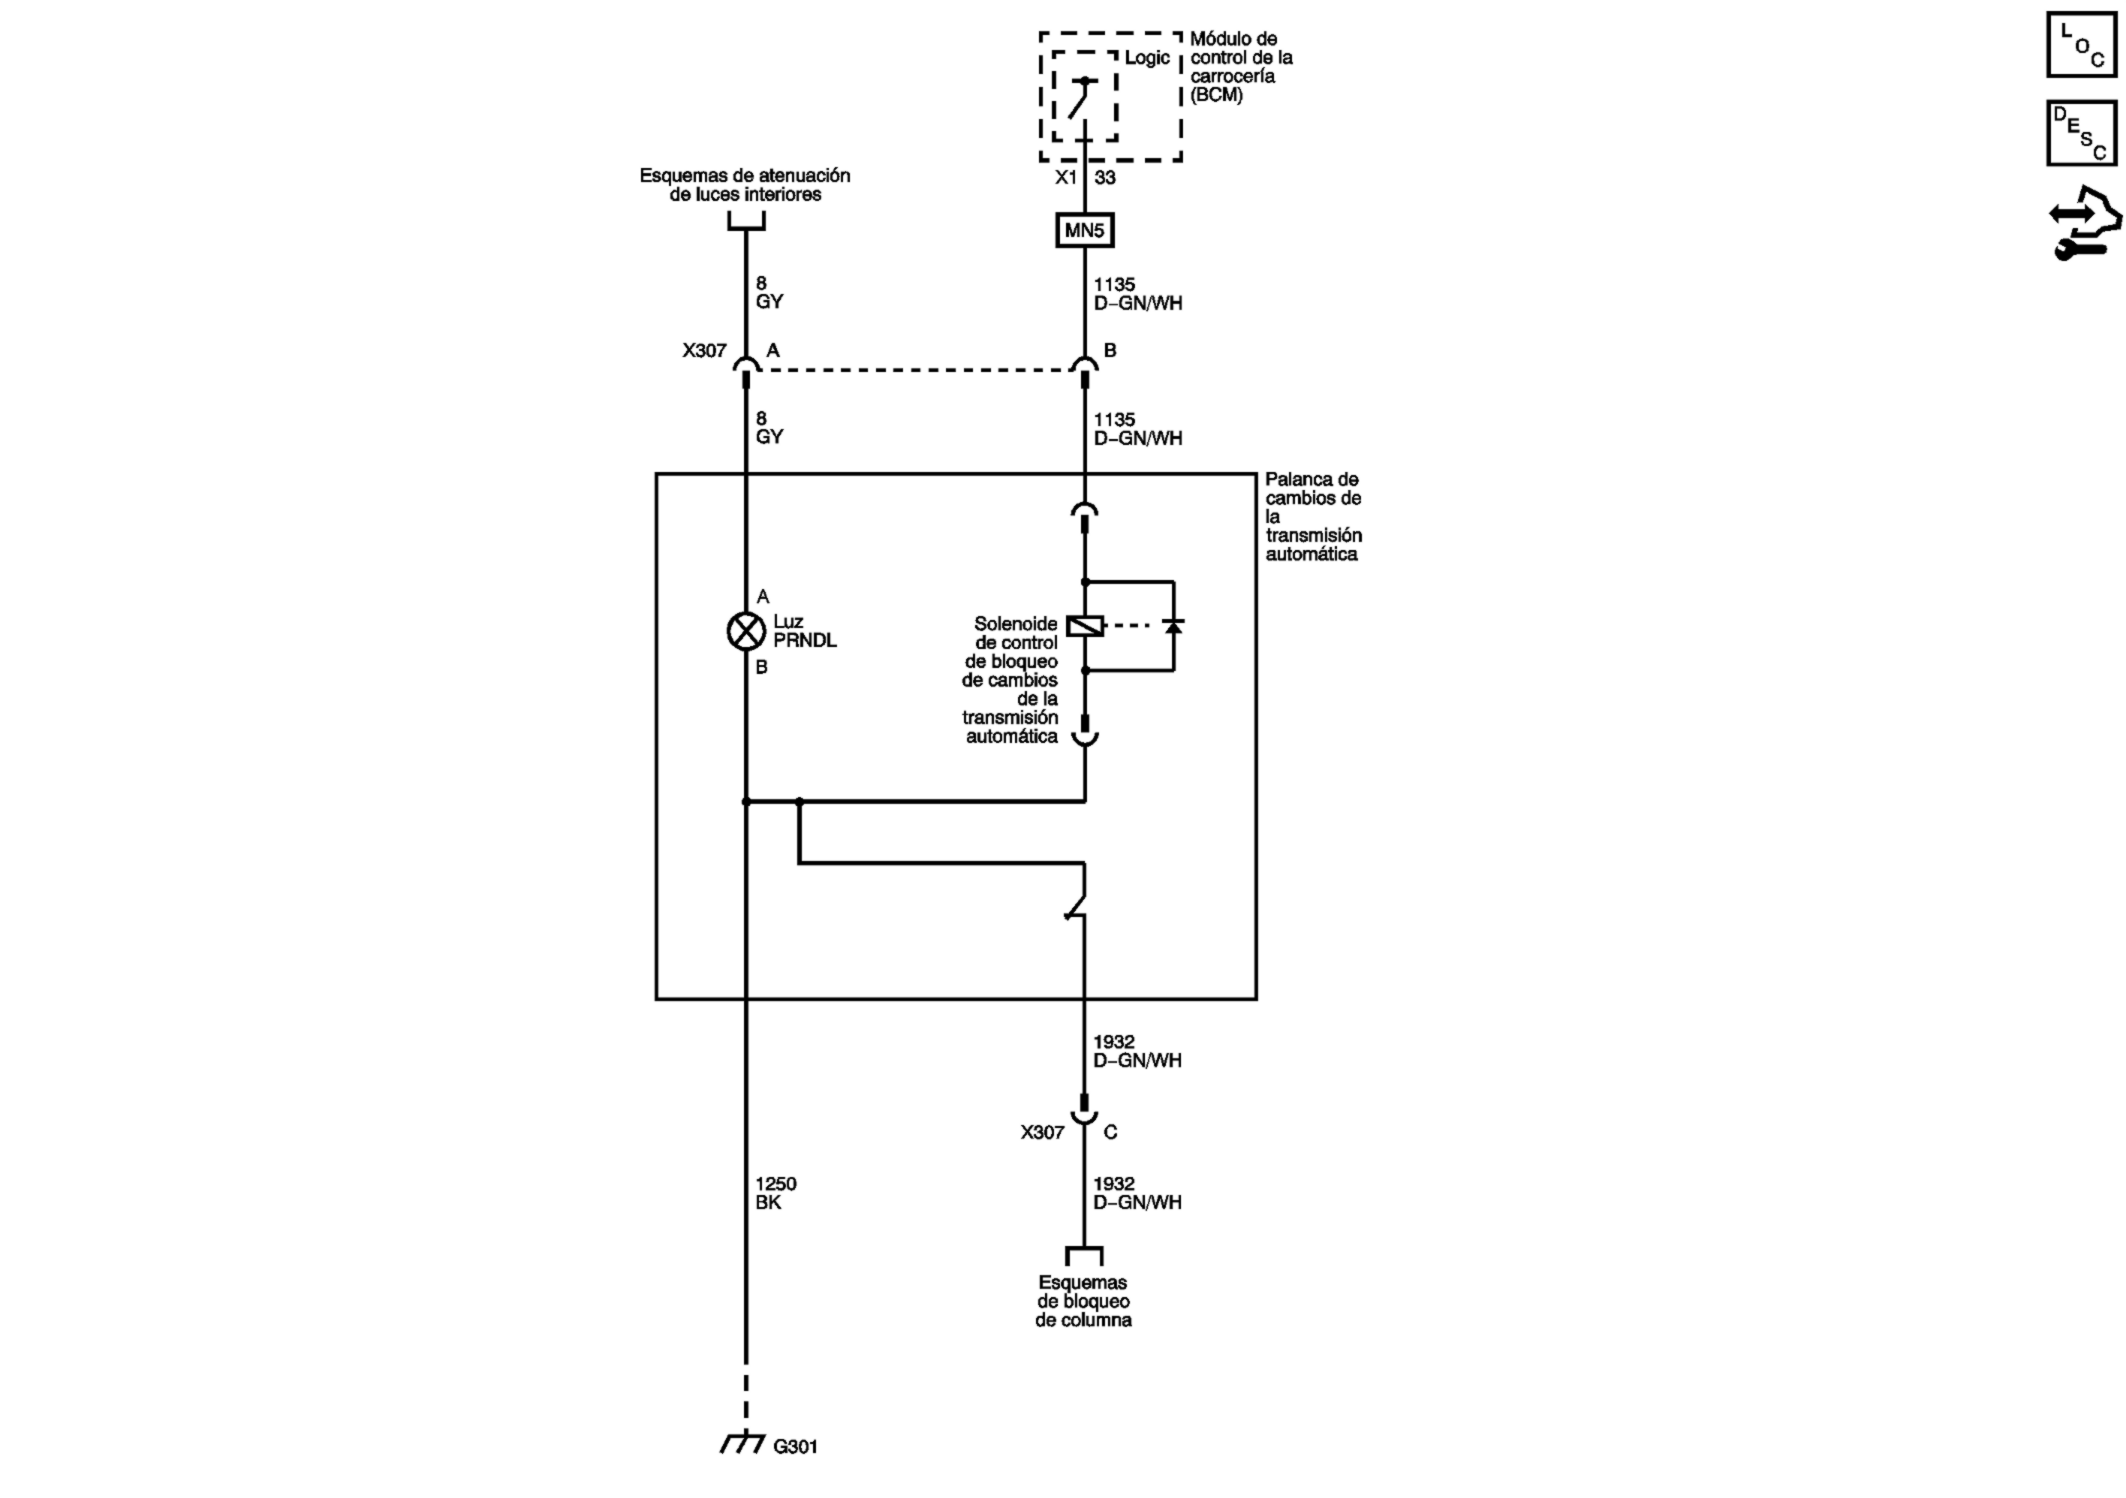 LOC
DESC
Logic
Módulo de
control de la
carrocería
(BCM)
X1 33
MN5
Esquemas de atenuación
de luces interiores
8
GY
1135
D-GN/WH
X307 A
B
8
GY
1135
D-GN/WH
Palanca de
cambios de
la
transmisión
automática
A
Luz
PRNDL
B
Solenoide
de control
de bloqueo
de cambios
de la
transmisión
automática
1932
D-GN/WH
X307 C
1250
BK
1932
D-GN/WH
Esquemas
de bloqueo
de columna
G301